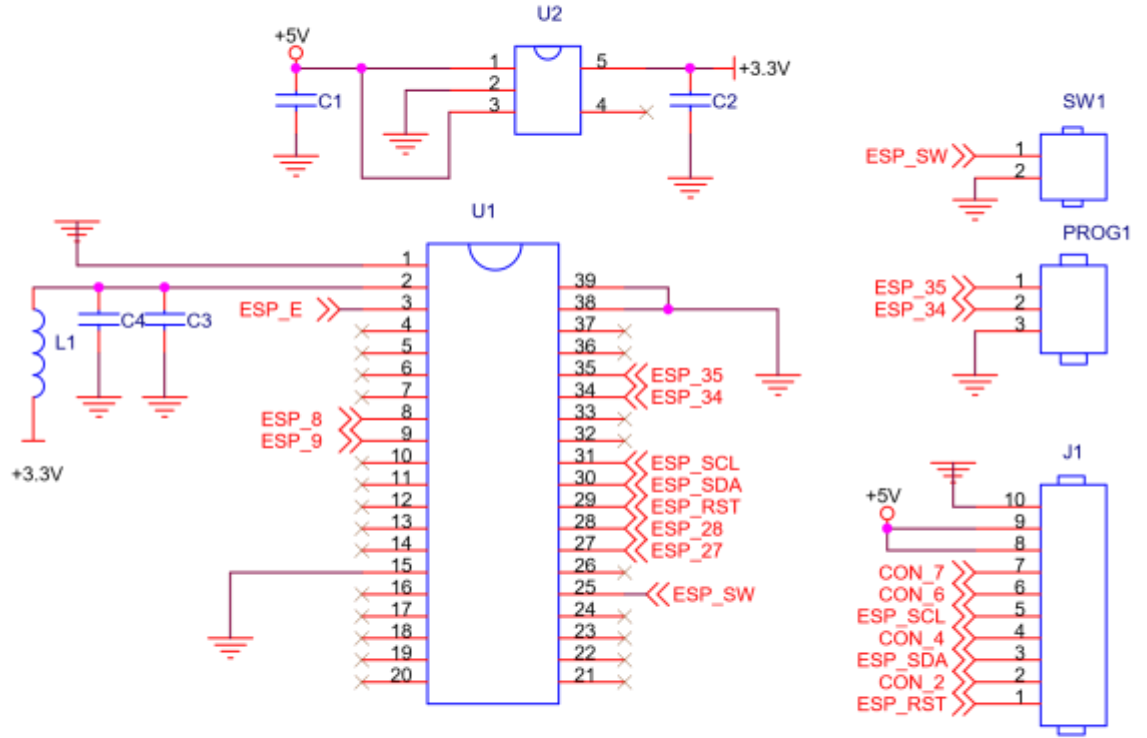 U2
+5V
1 5 +3.3V
2
C1 3 4 C2
SW1
ESP_SW 1
2
U1
PROG1
1
2 39 ESP_35 1
ESP_E 3 38 ESP_34 2
C4 C3 4 37 3
L1 5 36
6 35 ESP_35
7 34 ESP_34
ESP_8 8 33
ESP_9 9 32
+3.3V 10 31 ESP_SCL J1
11 30 ESP_SDA
12 29 ESP_RST +5V 10
13 28 ESP_28 9
14 27 ESP_27 8
15 26 CON_7 7
16 25 ESP_SW CON_6 6
17 24 ESP_SCL 5
18 23 CON_4 4
19 22 ESP_SDA 3
20 21 CON_2 2
ESP_RST 1